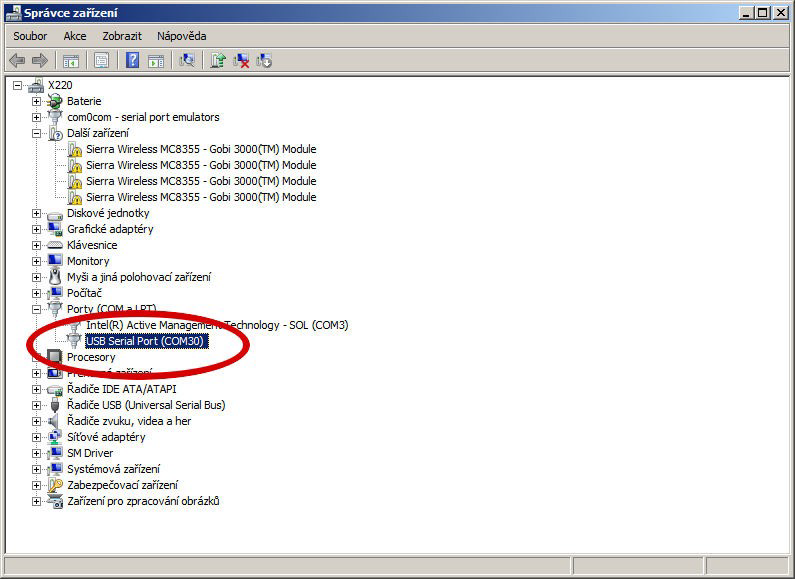 Správce zařízení
Soubor Akce Zobrazit Nápověda
X220
Baterie
com0com - serial port emulators
Další zařízení
Sierra Wireless MC8355 - Gobi 3000(TM) Module
Sierra Wireless MC8355 - Gobi 3000(TM) Module
Sierra Wireless MC8355 - Gobi 3000(TM) Module
Sierra Wireless MC8355 - Gobi 3000(TM) Module
Diskové jednotky
Grafické adaptéry
Klávesnice
Monitory
Myši a jiná polohovací zařízení
Počítač
Porty (COM a LPT)
Intel(R) Active Management Technology - SOL (COM3)
USB Serial Port (COM30)
Procesory
zařízení
Řadiče IDE ATA/ATAPI
Řadiče USB (Universal Serial Bus)
Řadiče zvuku, videa a her
Síťové adaptéry
SM Driver
Systémová zařízení
Zabezpečovací zařízení
Zařízení pro zpracování obrázků